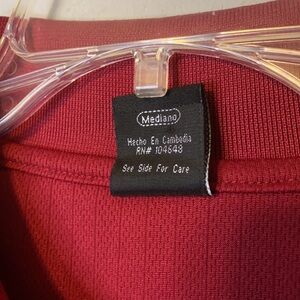 Mediano
Hecho En Cambodia
RN# 104648
See Side For Care